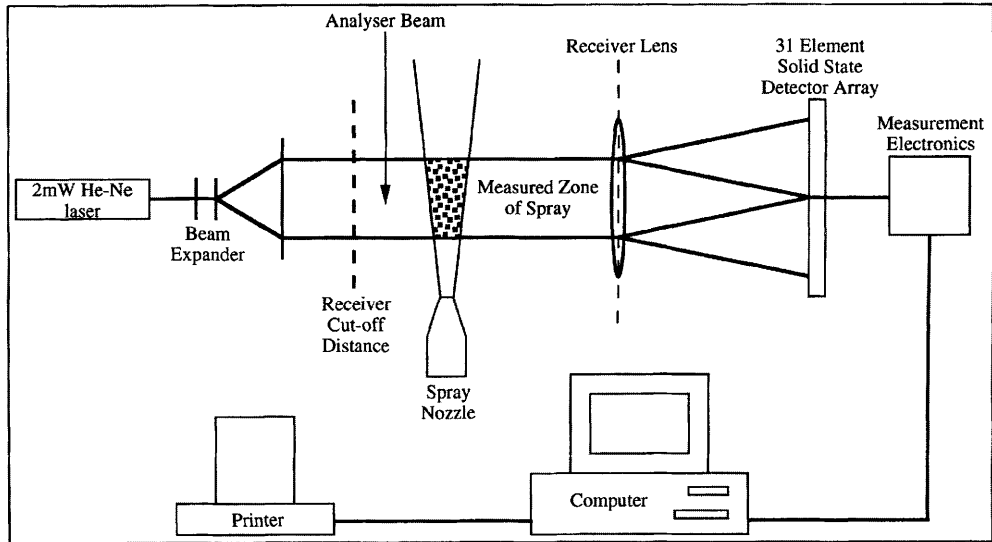 Analyser Beam
Receiver Lens
31 Element
Solid State
Detector Array
Measurement
Electronics
2mW He-Ne
laser
Measured Zone
of Spray
Beam
Expander
Receiver
Cut-off
Distance
Spray
Nozzle
Computer
Printer